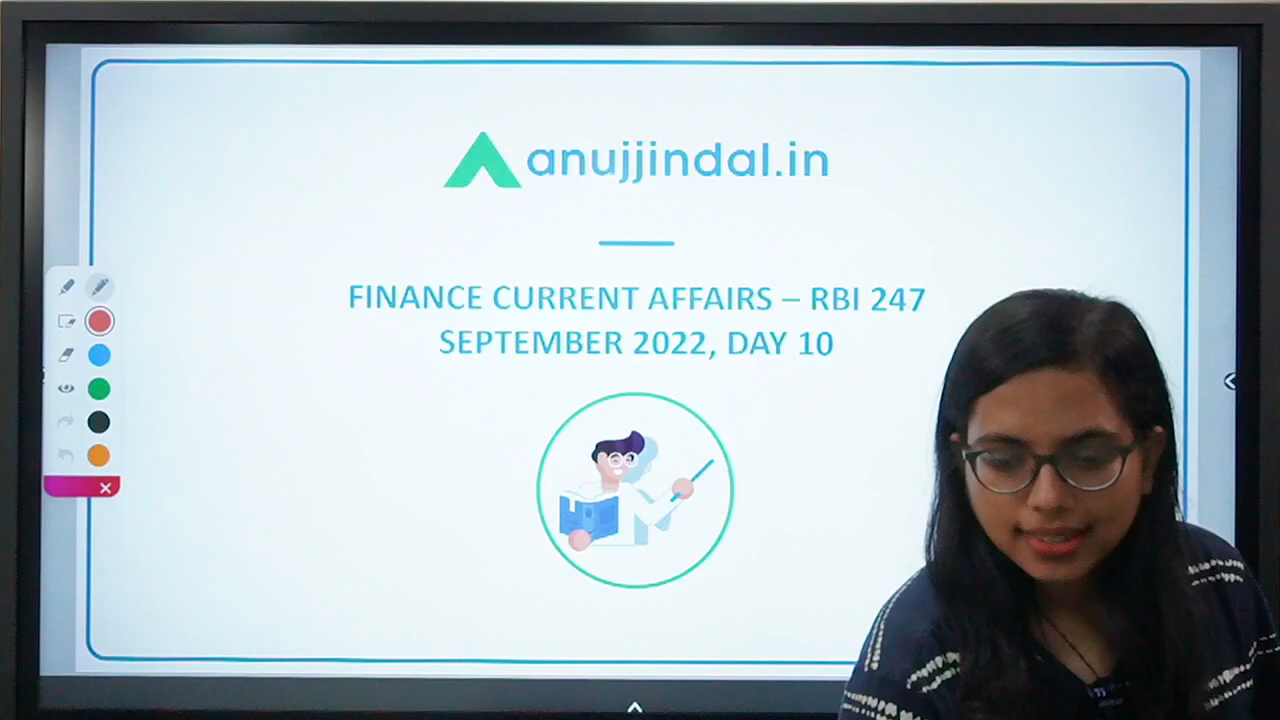 anujjindal.in
FINANCE CURRENT AFFAIRS – RBI 247
SEPTEMBER 2022, DAY 10